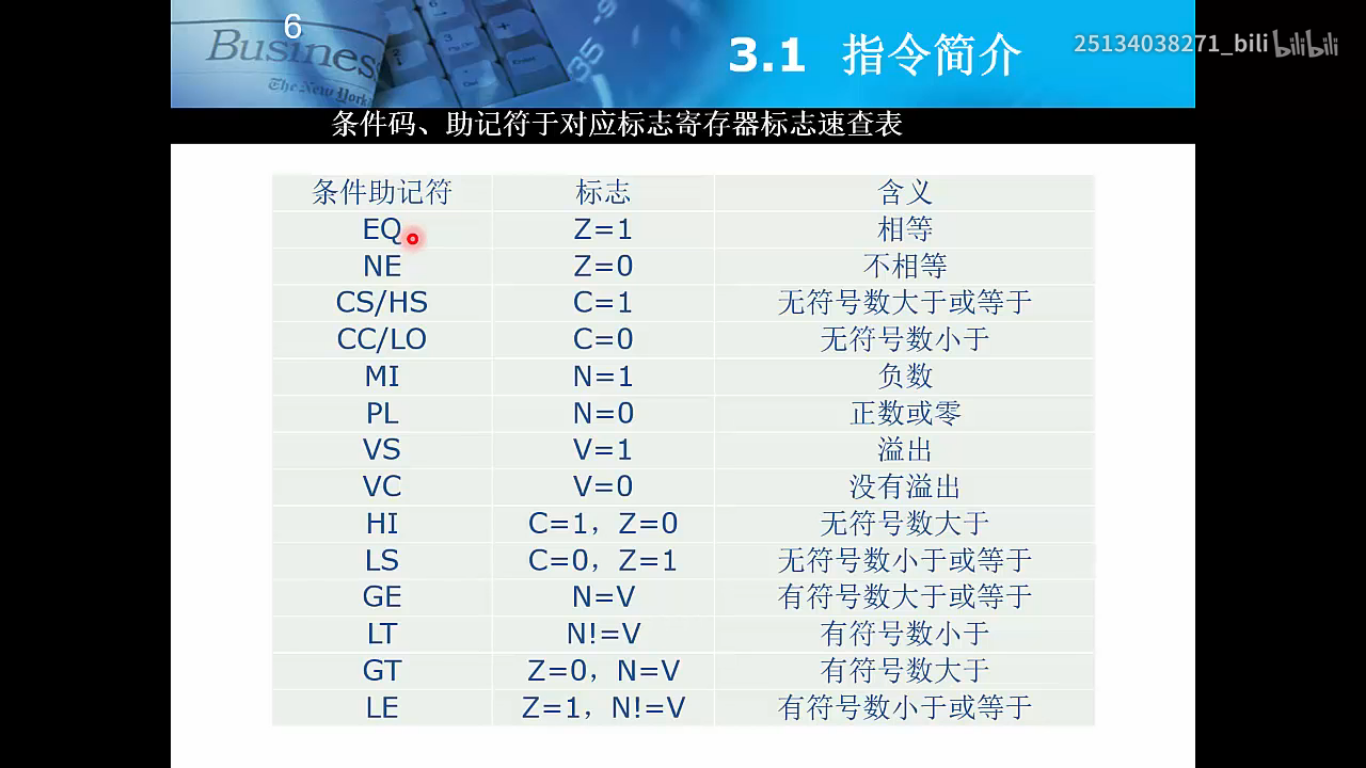 6
Business
The New York
35
-9
3.1 指令简介
25134038271_bili bilibili
条件码、助记符于对应标志寄存器标志速查表
条件助记符 标志 含义
EQ Z=1 相等
NE Z=0 不相等
CS/HS C=1 无符号数大于或等于
CC/LO C=0 无符号数小于
MI N=1 负数
PL N=0 正数或零
VS V=1 溢出
VC V=0 没有溢出
HI C=1，Z=0 无符号数大于
LS C=0，Z=1 无符号数小于或等于
GE N=V 有符号数大于或等于
LT N!=V 有符号数小于
GT Z=0，N=V 有符号数大于
LE Z=1，N!=V 有符号数小于或等于